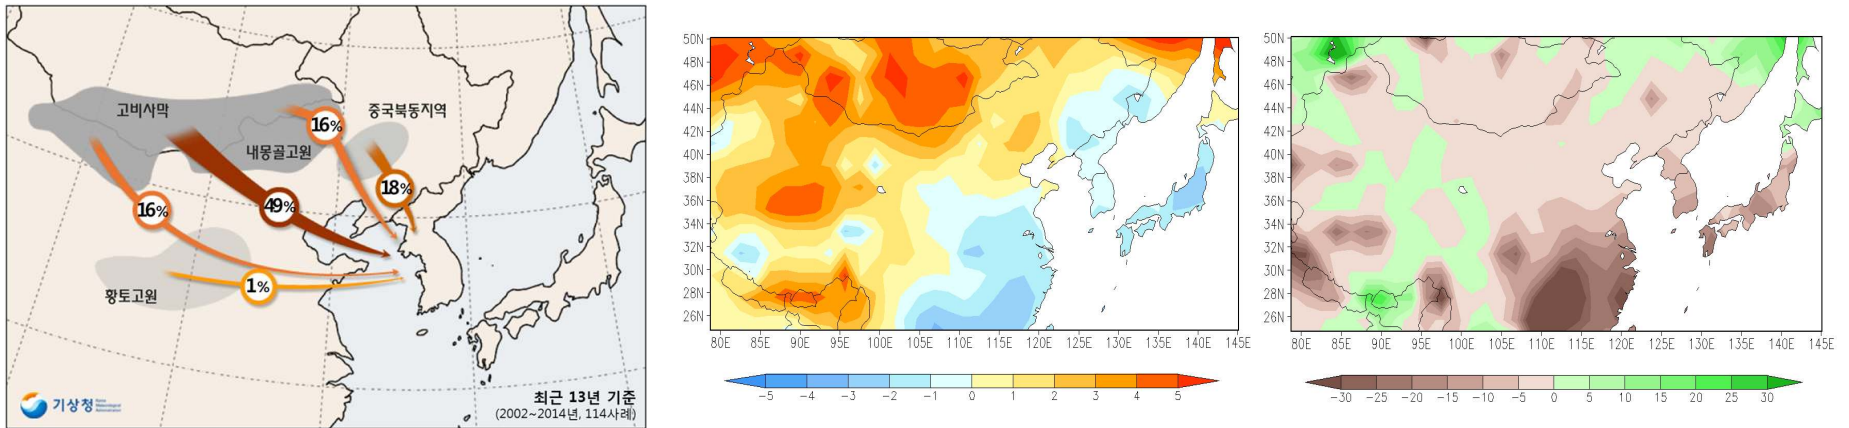 고비사막
중국북동지역
16%
내몽골고원
18%
16%
49%
황토고원
1%
기상청
최근 13년 기준
(2002~2014년, 114사례)
50N
48N
46N
44N
42N
40N
38N
36N
34N
32N
30N
28N
26N
80E 85E 90E 95E 100E 105E 110E 115E 120E 125E 130E 135E 140E 145E
-5 -4 -3 -2 -1 0 1 2 3 4 5
50N
48N
46N
44N
42N
40N
38N
36N
34N
32N
30N
28N
26N
80E 85E 90E 95E 100E 105E 110E 115E 120E 125E 130E 135E 140E 145E
-30 -25 -20 -15 -10 -5 0 5 10 15 20 25 30